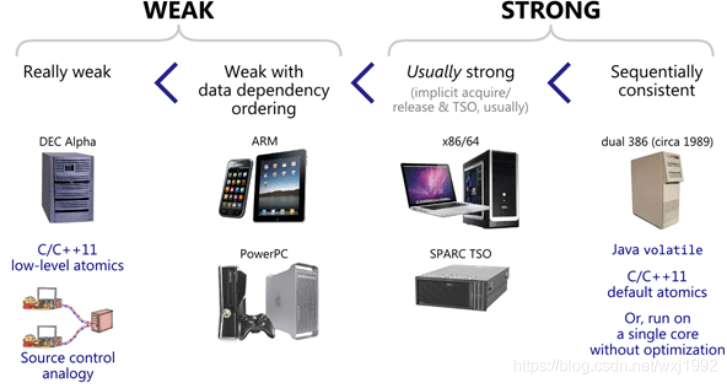 WEAK
STRONG
Really weak
<
Weak with
data dependency
ordering
<
Usually strong
(implicit acquire/
release & TSO, usually)
<
Sequentially
consistent
DEC Alpha
ARM
x86/64
dual 386 (circa 1989)
C/C++11
low-level atomics
PowerPC
SPARC TSO
Java volatile
C/C++11
default atomics
Source control
analogy
Or, run on
a single core
without optimization
https://blog.csdn.net/wxj1992